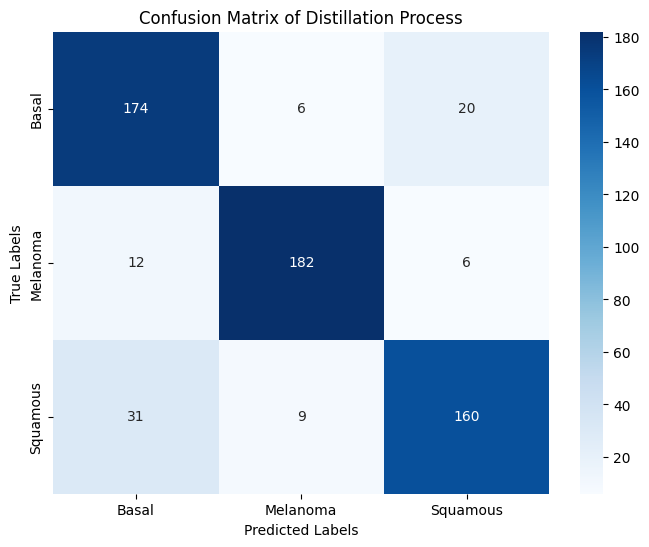 Confusion Matrix of Distillation Process
True Labels
Basal
174 6 20
Melanoma
12 182 6
Squamous
31 9 160
Basal Melanoma Squamous
Predicted Labels
180
160
140
120
100
80
60
40
20